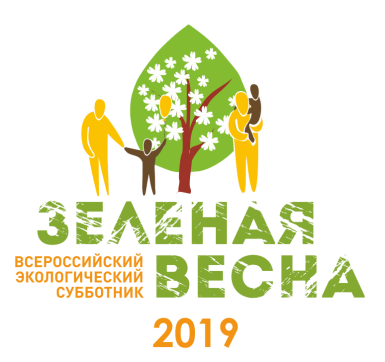 ЗЕЛЕНАЯ
ВСЕРОССИЙСКИЙ
ЭКОЛОГИЧЕСКИЙ
СУББОТНИК
ВЕСНА
2019